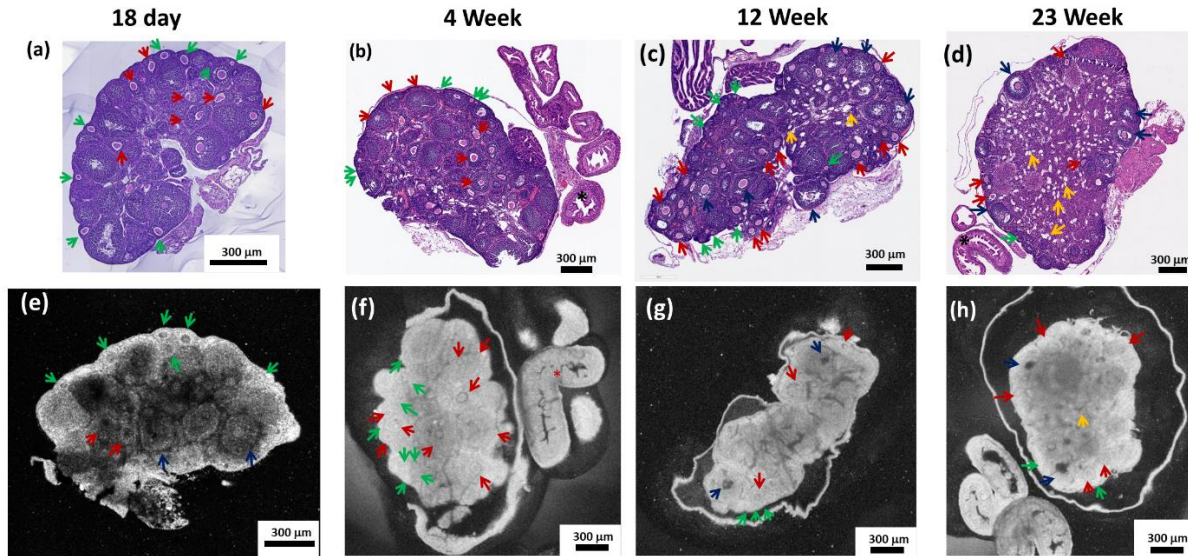 18 day
4 Week
12 Week
23 Week
(a)
(b)
(c)
(d)
*
*
300 µm
300 µm
300 µm
300 µm
(e)
(f)
(g)
(h)
*
300 µm
300 µm
300 µm
300 µm